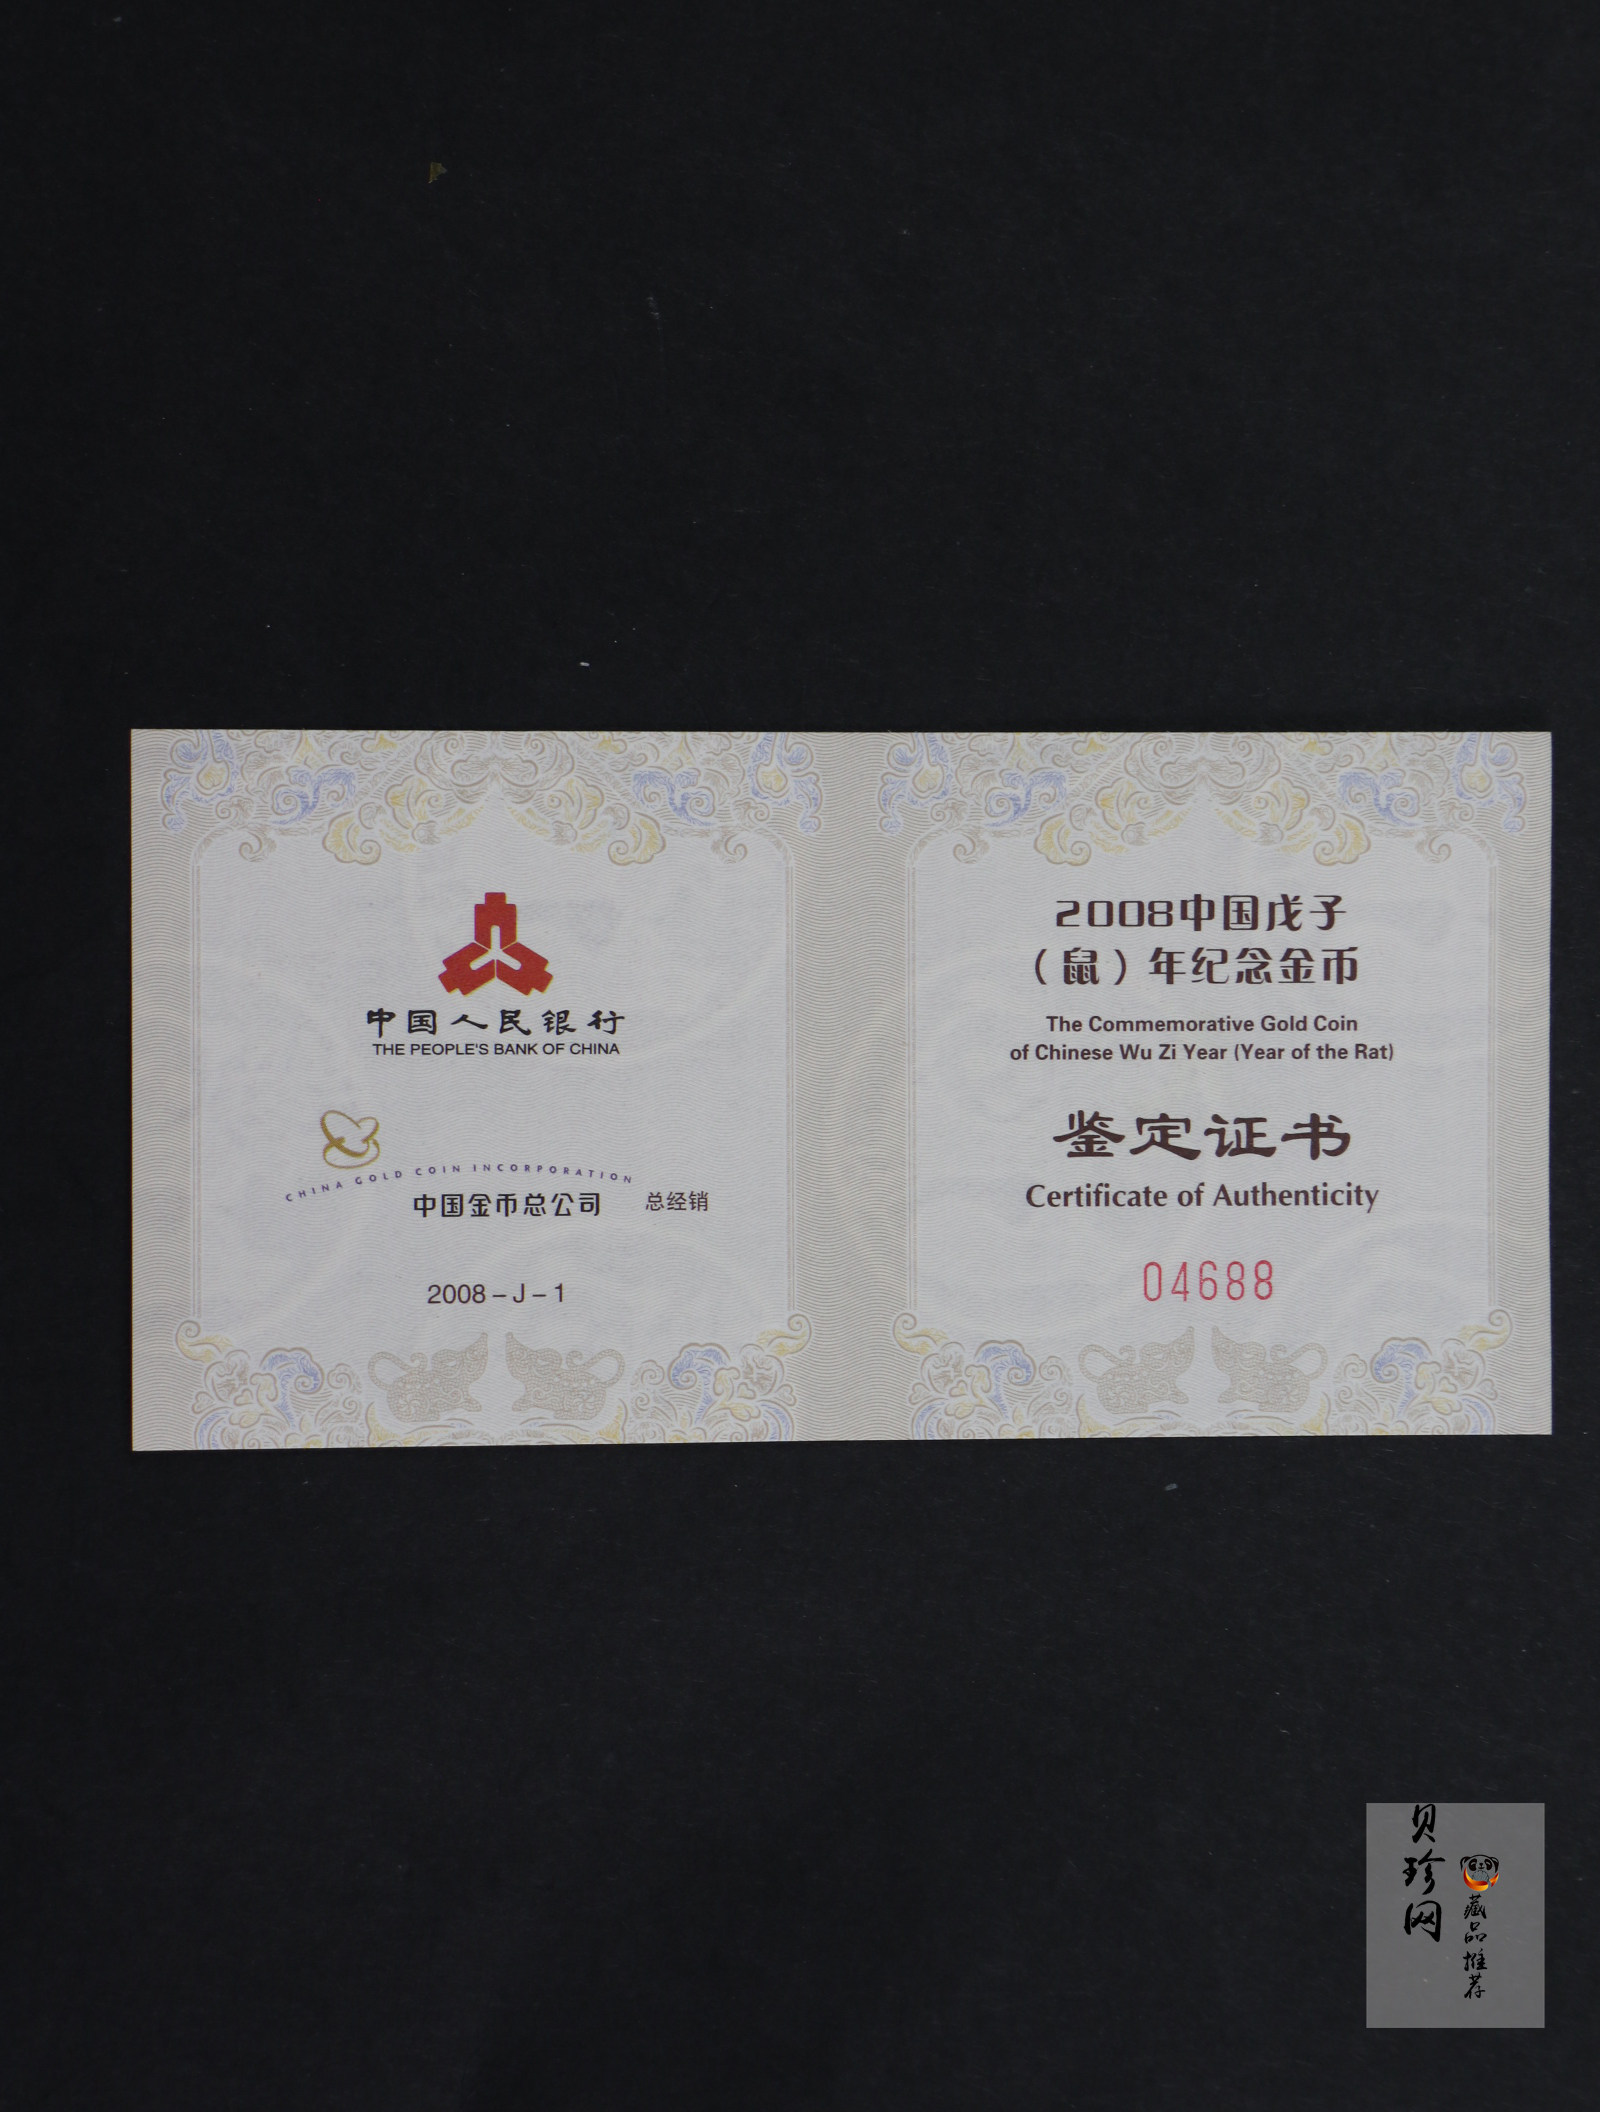 中国人民银行
THE PEOPLE'S BANK OF CHINA
CHINA GOLD COIN INCORPORATION
中国金币总公司 总经销
2008－J－1
2008中国戊子
（鼠）年纪念金币
The Commemorative Gold Coin
of Chinese Wu Zi Year (Year of the Rat)
鉴定证书
Certificate of Authenticity
04688
贝珍网
藏品推荐